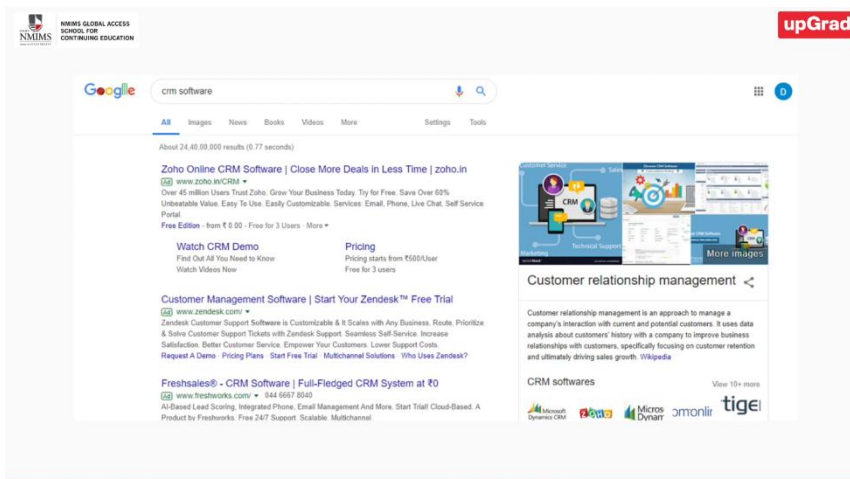 NMIMS
NMIMS GLOBAL ACCESS
SCHOOL FOR
CONTINUING EDUCATION
upGrad
crm software
All Images News Books Videos More Settings Tools
About 24,40,00,000 results (0.77 seconds)
D
Zoho Online CRM Software | Close More Deals in Less Time | zoho.in
Ad www.zoho.in/CRM
Over 45 million Users Trust Zoho. Grow Your Business Today. Try for Free. Save Over 60%
Unbeatable Value. Easy To Use. Easily Customizable. Services: Email, Phone, Live Chat, Self Service
Portal
Free Edition - from ₹ 0.00 - Free for 3 Users · More
Watch CRM Demo
Find Out All You Need to Know
Watch Videos Now
Pricing
Pricing starts from ₹500/User
Free for 3 users
Customer Management Software | Start Your Zendesk™ Free Trial
Ad www.zendesk.com/
Zendesk Customer Support Software is Customizable & It Scales with Any Business. Route, Prioritize
& Solve Customer Support Tickets with Zendesk Support. Seamless Self-Service. Increase
Satisfaction. Better Customer Service. Empower Your Customers. Lower Support Costs.
Request A Demo · Pricing Plans · Start Free Trial · Multichannel Solutions · Who Uses Zendesk?
Freshsales® - CRM Software | Full-Fledged CRM System at ₹0
Ad www.freshworks.com/ 044 6667 8040
AI-Based Lead Scoring, Integrated Phone, Email Management And More. Start Trial! Cloud-Based. A
Product by Freshworks. Free 24/7 Support. Scalable. Multichannel.
Customer Service
Sales
CRM
Marketing
Technical Support
More images
Customer relationship management
Customer relationship management is an approach to manage a
company's interaction with current and potential customers. It uses data
analysis about customers' history with a company to improve business
relationships with customers, specifically focusing on customer retention
and ultimately driving sales growth. Wikipedia
CRM softwares
View 10+ more
Microsoft
Dynamics CRM
ZOHO
Micros
Dynam
omonlin
tige